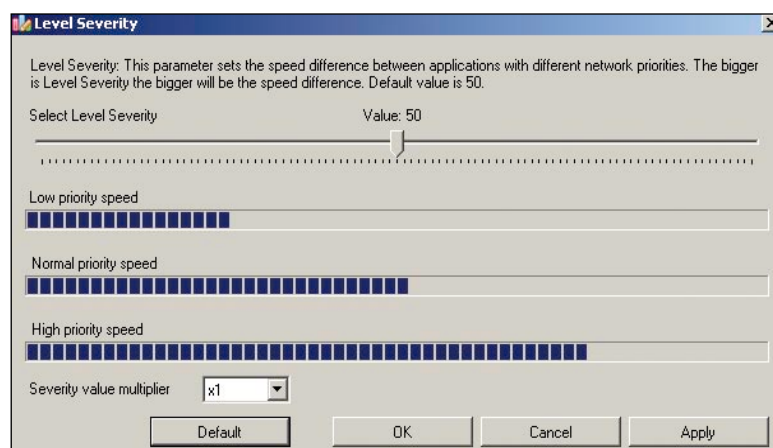 Level Severity
Level Severity: This parameter sets the speed difference between applications with different network priorities. The bigger
is Level Severity the bigger will be the speed difference. Default value is 50.
Select Level Severity
Value: 50
Low priority speed
Normal priority speed
High priority speed
Severity value multiplier
x1
Default
OK
Cancel
Apply